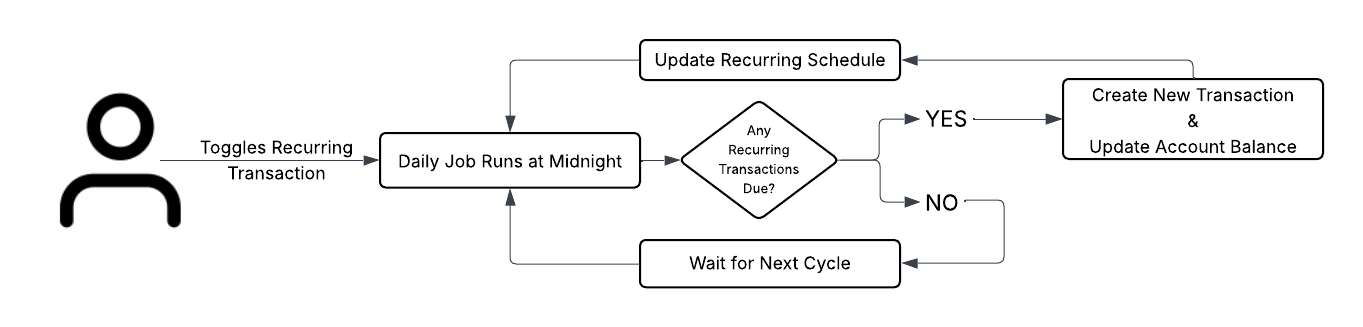 Toggles Recurring
Transaction
Daily Job Runs at Midnight
Update Recurring Schedule
Any
Recurring
Transactions
Due?
YES
NO
Create New Transaction
&
Update Account Balance
Wait for Next Cycle